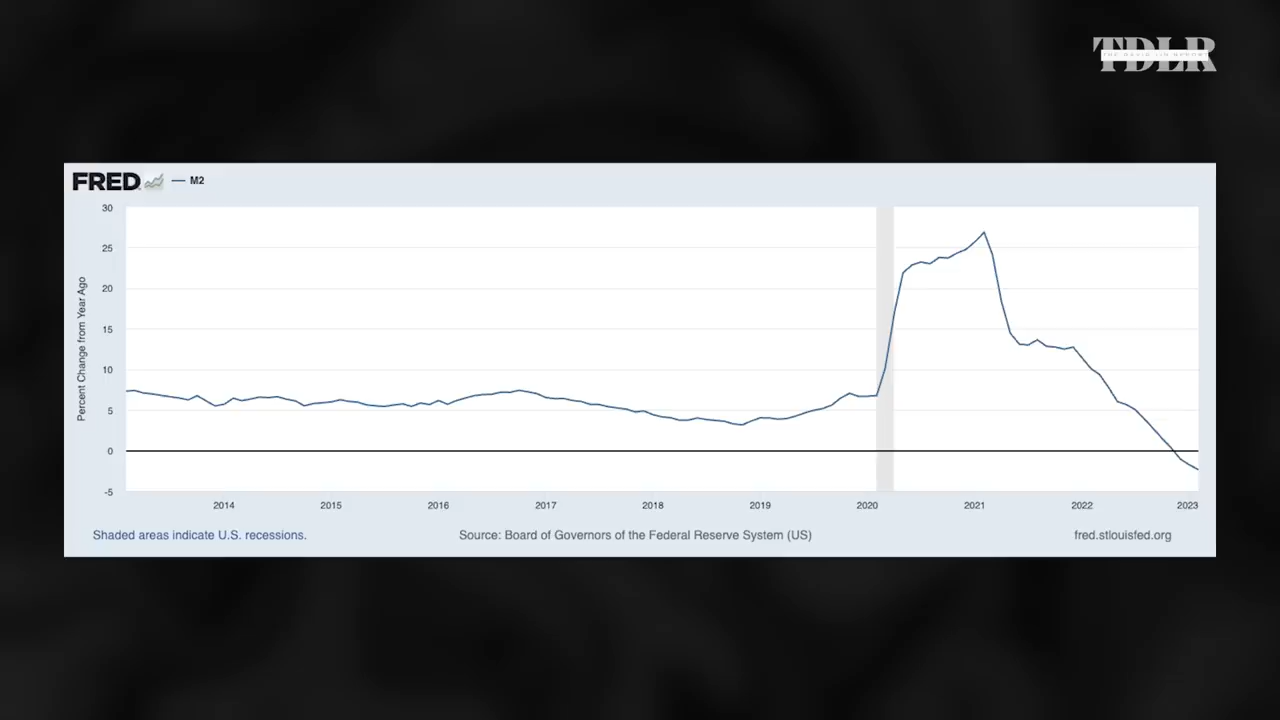 TDLR
FRED — M2
30
25
20
15
10
5
0
-5
Percent Change from Year Ago
2014 2015 2016 2017 2018 2019 2020 2021 2022 2023
Shaded areas indicate U.S. recessions. Source: Board of Governors of the Federal Reserve System (US) fred.stlouisfed.org